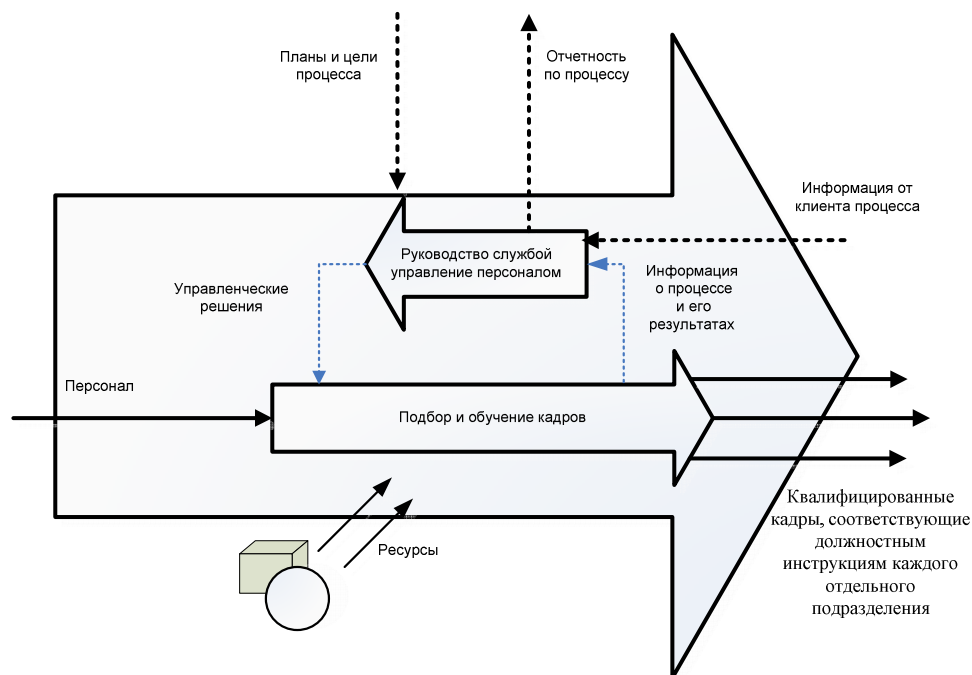 Планы и цели
процесса
Отчетность
по процессу
Информация от
клиента процесса
Руководство службой
управление персоналом
Управленческие
решения
Информация
о процессе
и его
результатах
Персонал
Подбор и обучение кадров
Ресурсы
Квалифицированные
кадры, соответствующие
должностным
инструкциям каждого
отдельного
подразделения